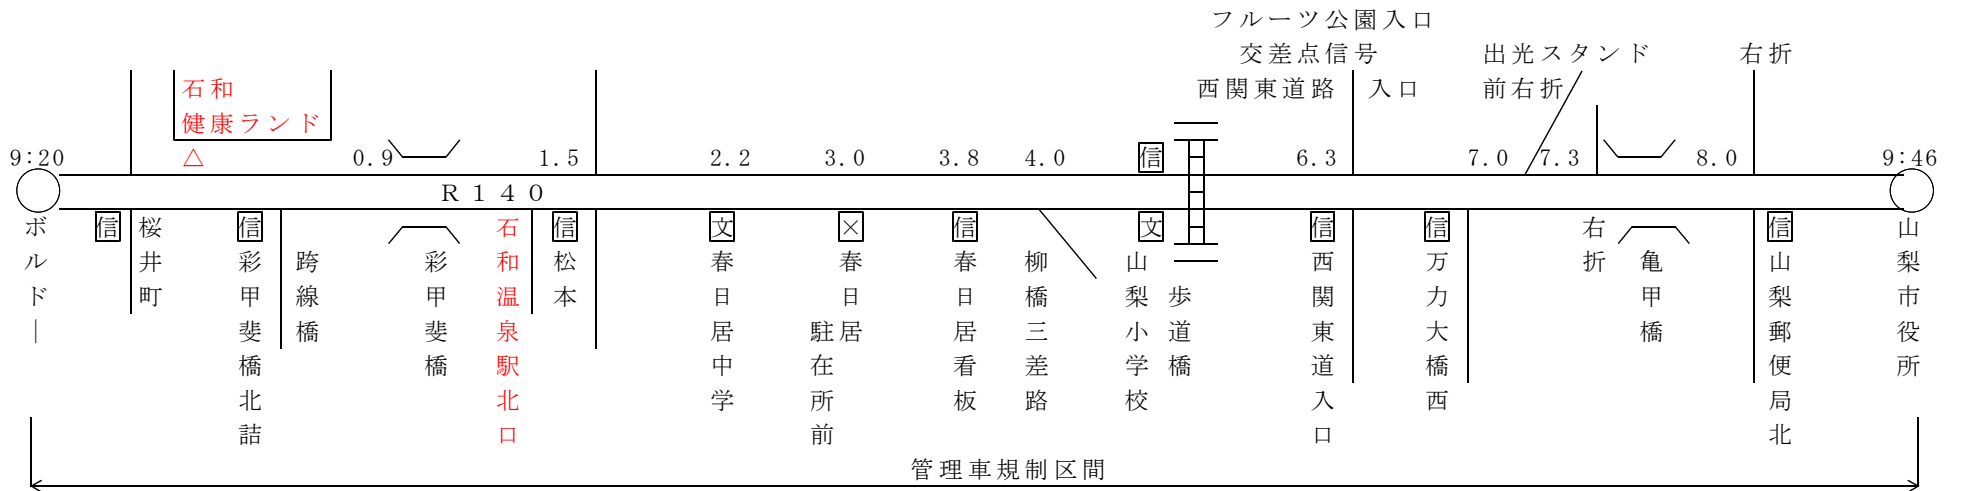 フルーツ公園入口
交差点信号
出光スタンド
右折
西関東道路
入口
前右折
石和
健康ランド
9:20
△
0.9
1.5
2.2
3.0
3.8
4.0
信
6.3
7.0
7.3
8.0
9:46
R140
ボルドー
信
桜井町
信
彩甲斐橋北詰
跨線橋
彩甲斐橋
石和温泉駅北口
信
松本
文
春日居中学
×
春日居
駐在所前
信
春日居看板
柳橋三差路
文
山梨小学校
歩道橋
信
西関東道入口
信
万力大橋西
右折
亀甲橋
信
山梨郵便局北
山梨市役所
管理車規制区間